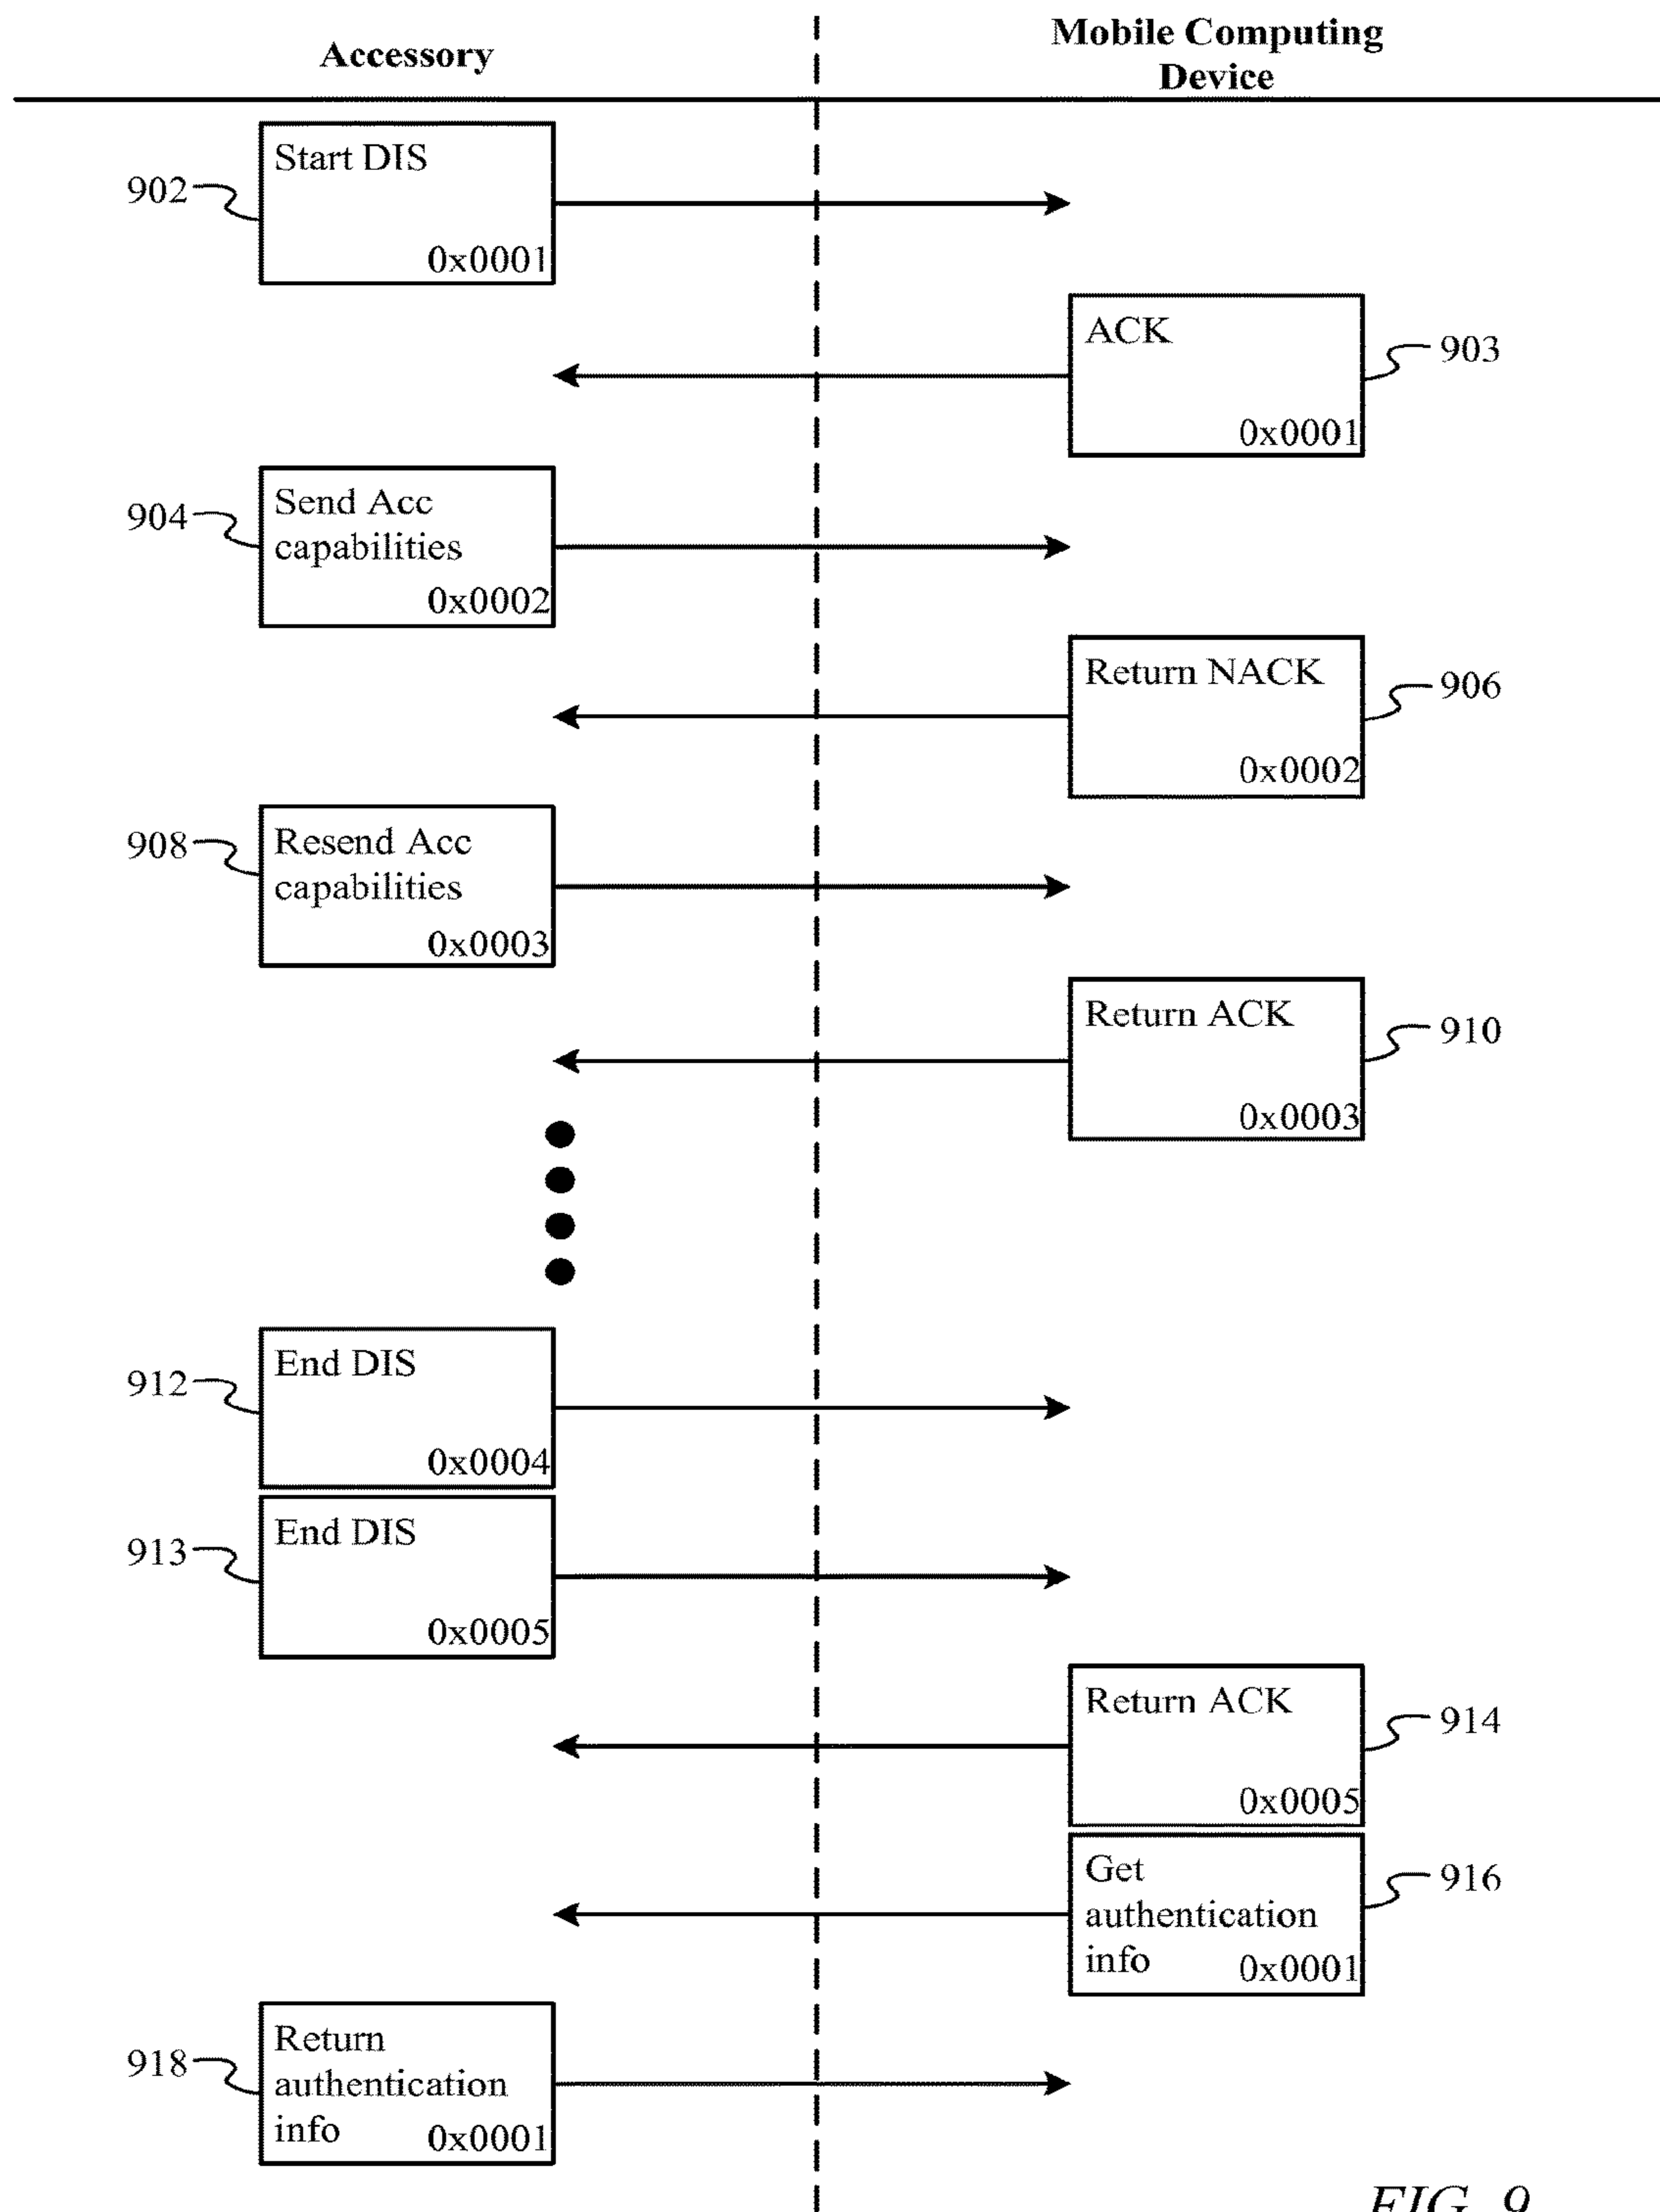 Accessory
Mobile Computing
Device
Start DIS
902
0x0001
ACK
903
0x0001
Send Acc
904
capabilities
0x0002
Return NACK
906
0x0002
Resend Acc
908
capabilities
0x0003
Return ACK
910
0x0003
End DIS
912
0x0004
End DIS
913
0x0005
Return ACK
914
0x0005
Get
916
authentication
info 0x0001
Return
918
authentication
info 0x0001
FIG. 9